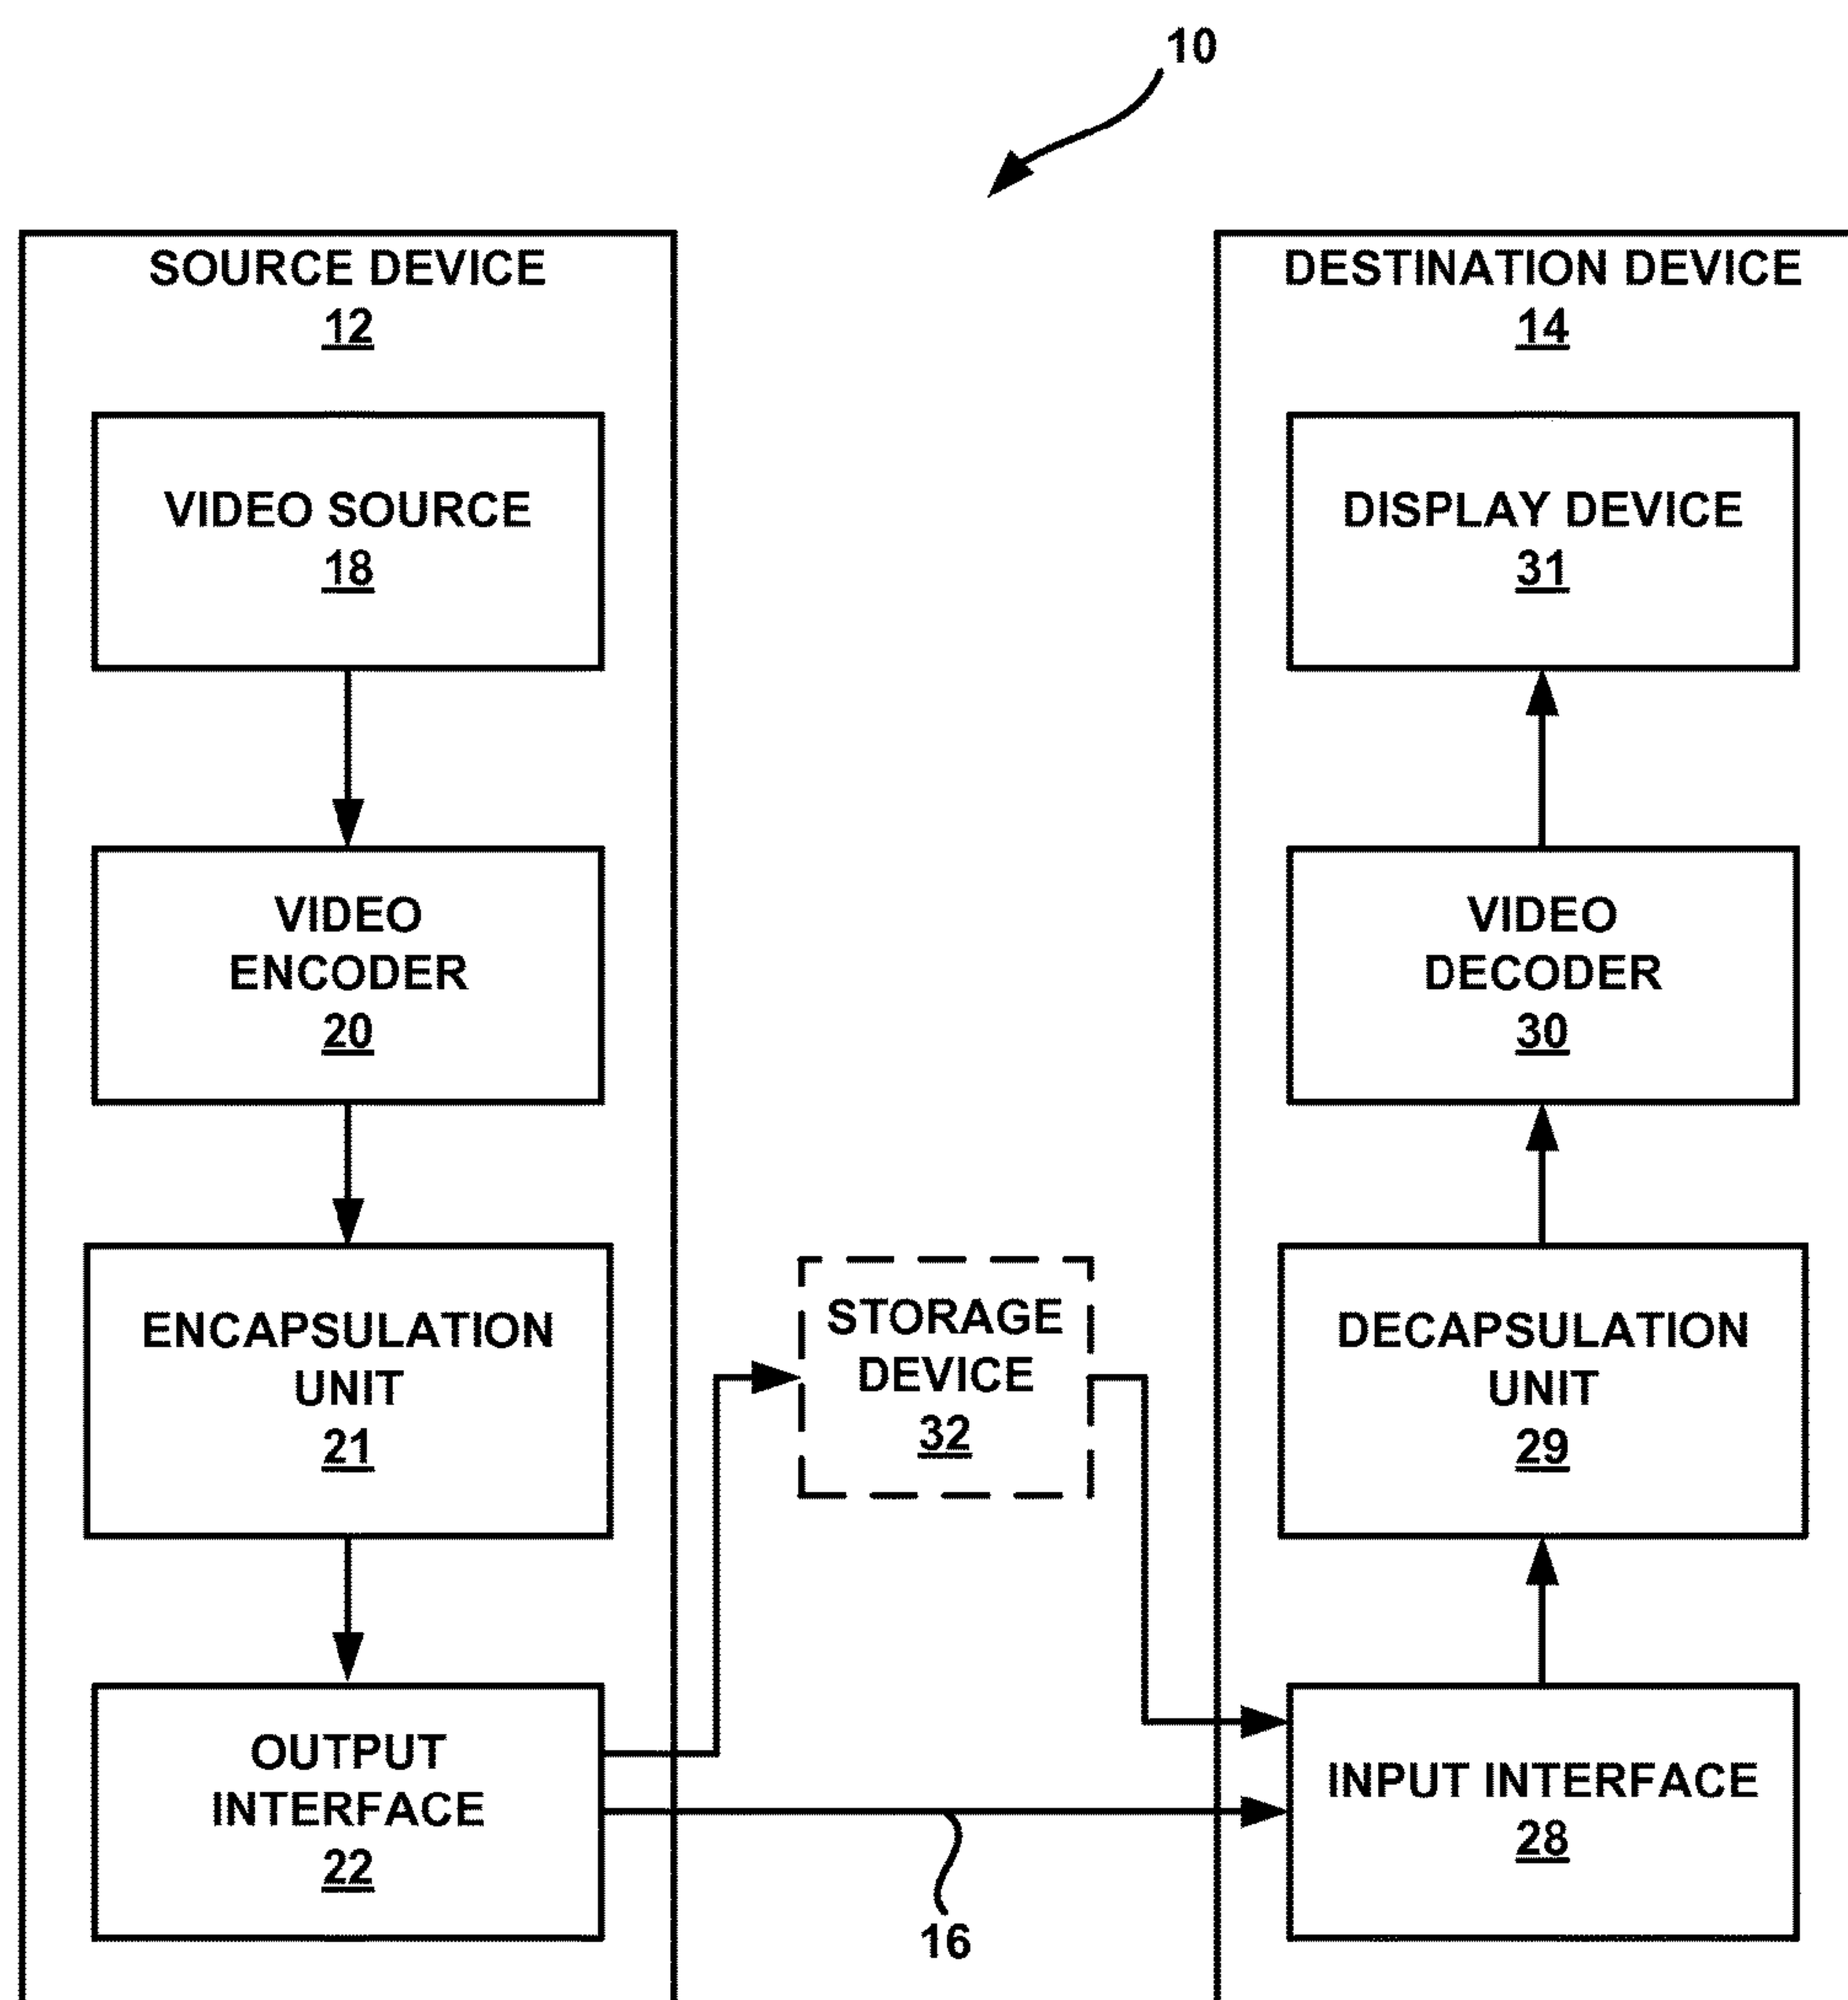 10
SOURCE DEVICE
12
VIDEO SOURCE
18
VIDEO
ENCODER
20
ENCAPSULATION
UNIT
21
OUTPUT
INTERFACE
22
STORAGE
DEVICE
32
16
DESTINATION DEVICE
14
DISPLAY DEVICE
31
VIDEO
DECODER
30
DECAPSULATION
UNIT
29
INPUT INTERFACE
28